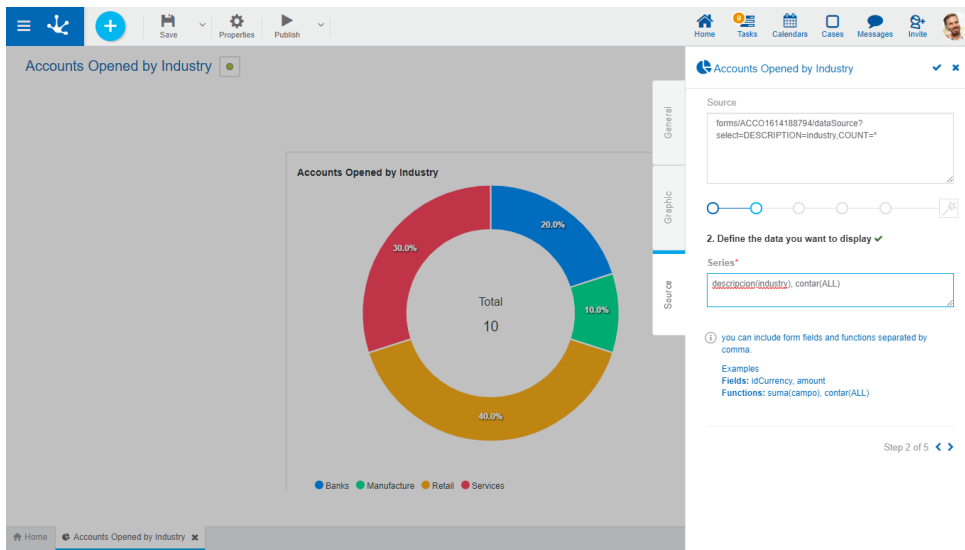 Save
Properties
Publish
Home
9
Tasks
Calendars
Cases
Messages
Invite
Accounts Opened by Industry
General
Graphic
Source
Accounts Opened by Industry
20.0%
30.0%
10.0%
40.0%
Total
10
Banks Manufacture Retail Services
Home
Accounts Opened by Industry
Accounts Opened by Industry
Source
forms/ACCO1614188794/dataSource?
select=DESCRIPTION=industry,COUNT=*
2. Define the data you want to display
Series*
descripcion(industry), contar(ALL)
you can include form fields and functions separated by
comma.
Examples
Fields: idCurrency, amount
Functions: suma(campo), contar(ALL)
Step 2 of 5